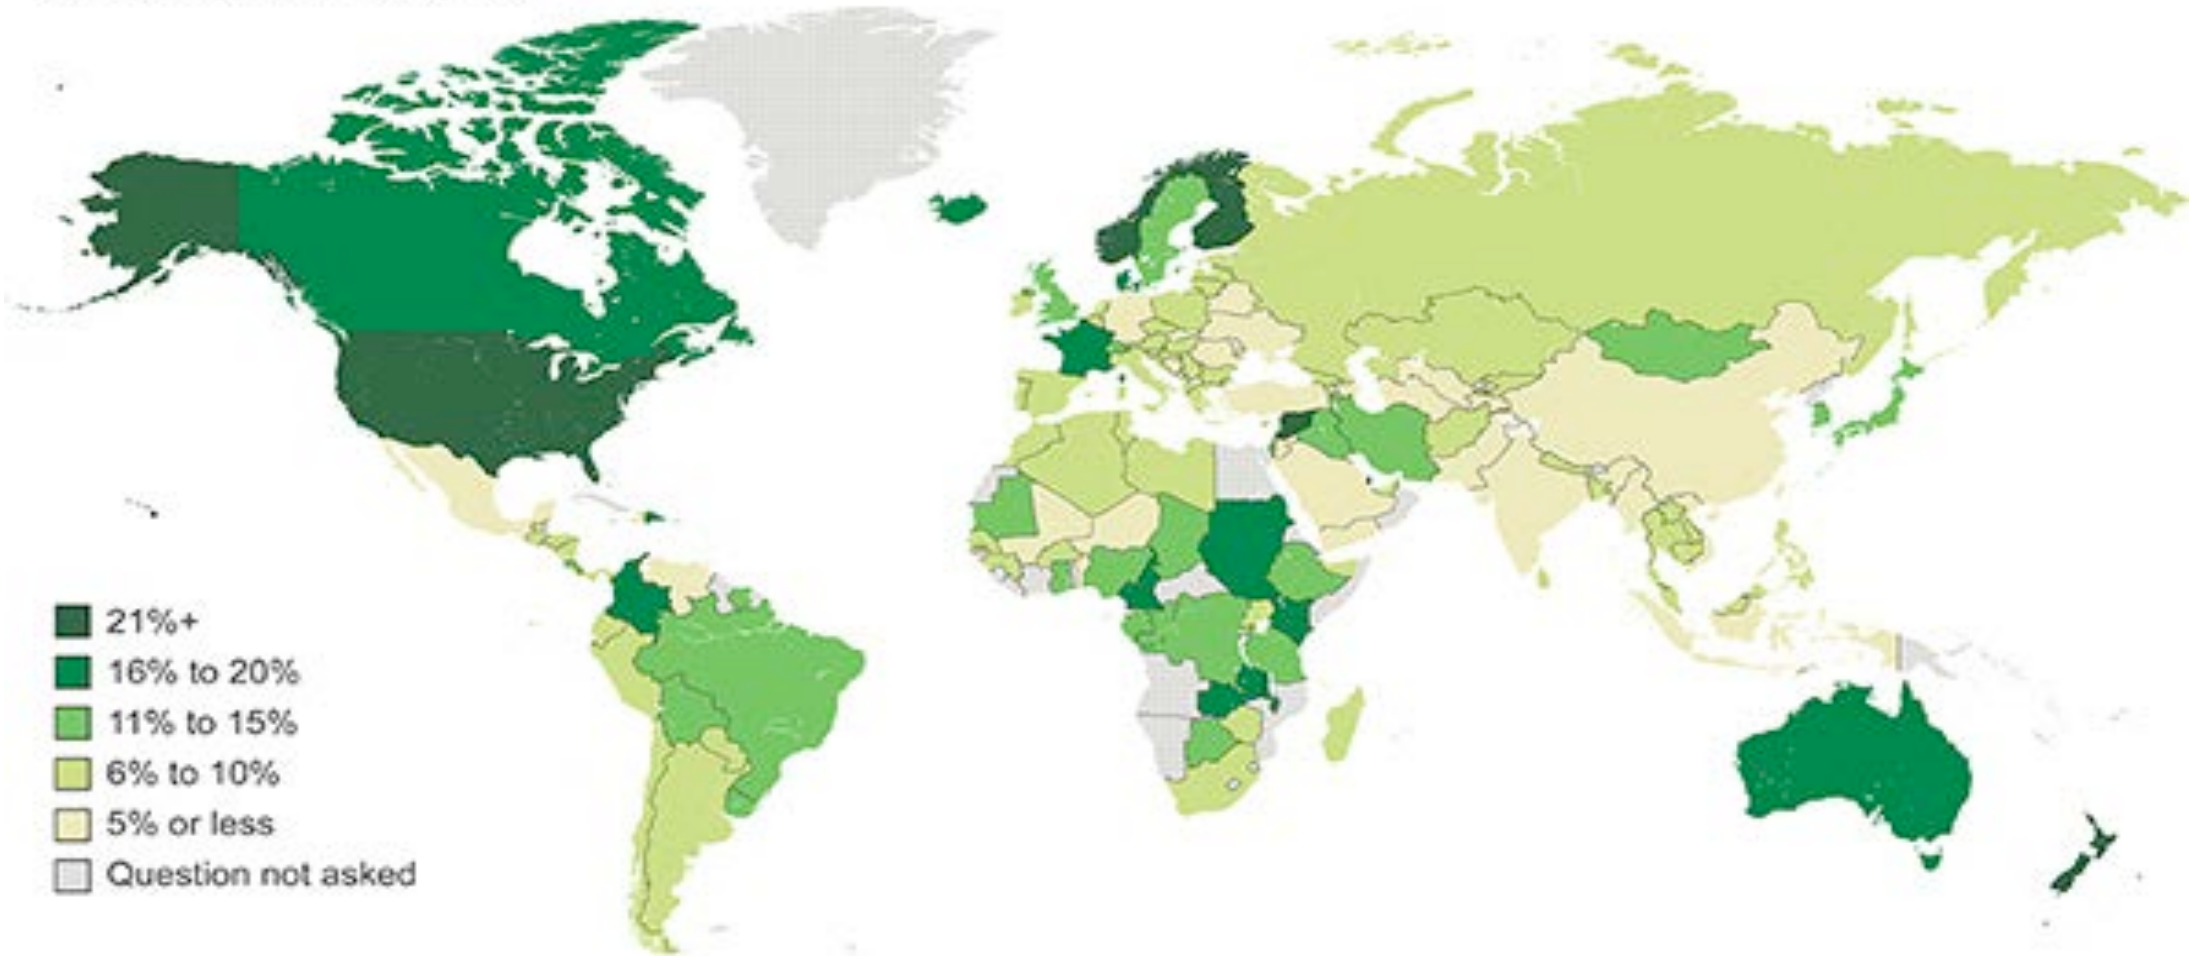 21%+
16% to 20%
11% to 15%
6% to 10%
5% or less
Question not asked